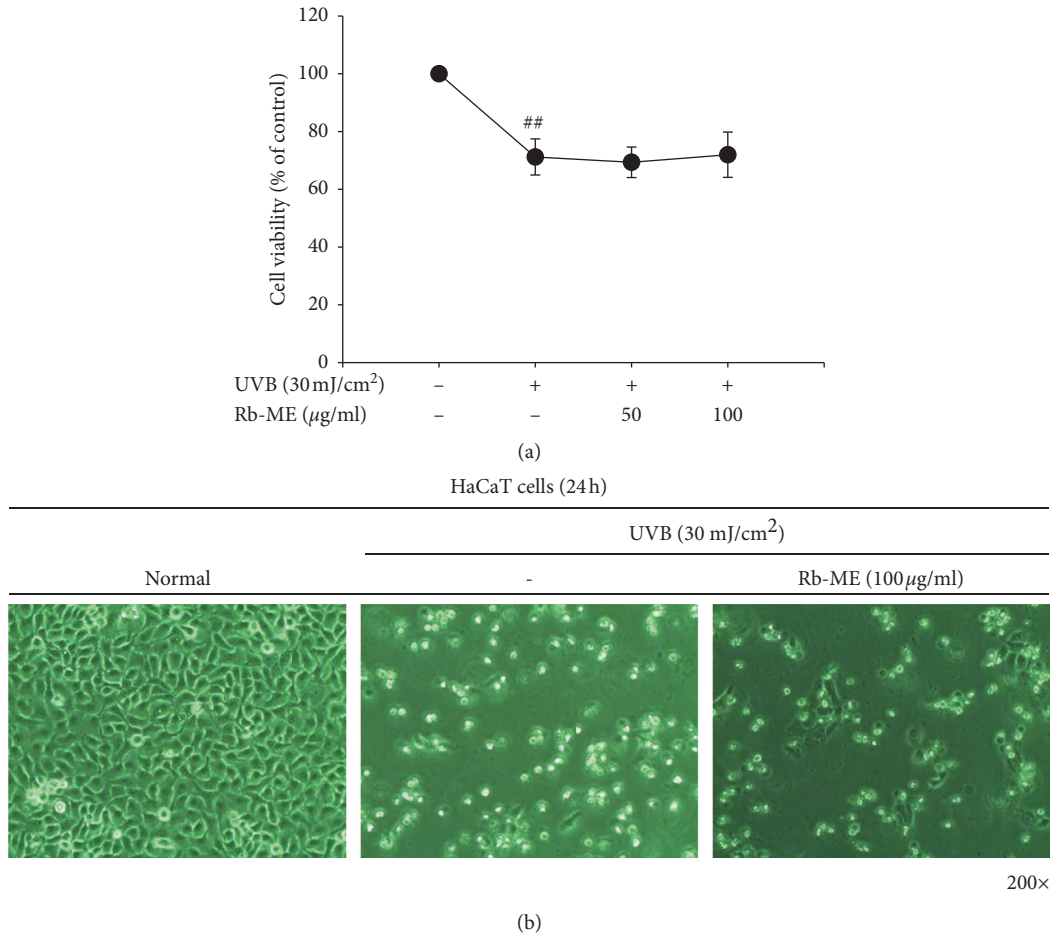 120
100
80
60
40
20
0
Cell viability (% of control)
##
UVB (30 mJ/cm²) – + + +
Rb-ME (µg/ml) – – 50 100
(a)
HaCaT cells (24 h)
UVB (30 mJ/cm²)
Normal - Rb-ME (100 µg/ml)
200×
(b)